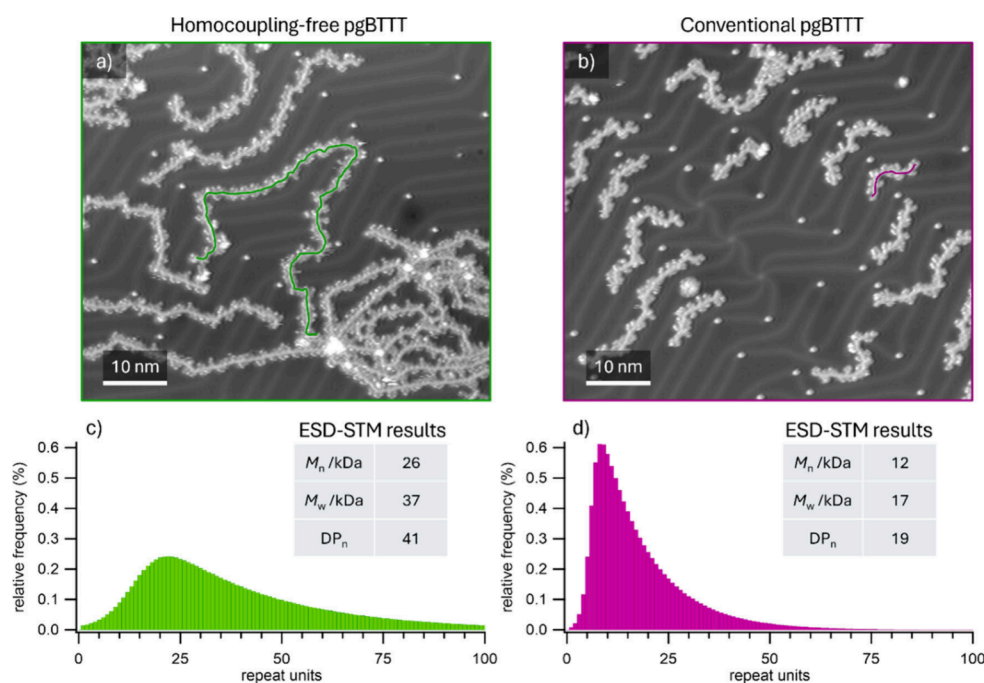 Homocoupling-free pgBTTT
Conventional pgBTTT
a)
10 nm
b)
10 nm
c)
ESD-STM results
Mn/kDa 26
Mw/kDa 37
DPn 41
relative frequency (%)
0.6
0.5
0.4
0.3
0.2
0.1
0.0
0 25 50 75 100
repeat units
d)
ESD-STM results
Mn/kDa 12
Mw/kDa 17
DPn 19
relative frequency (%)
0.6
0.5
0.4
0.3
0.2
0.1
0.0
0 25 50 75 100
repeat units